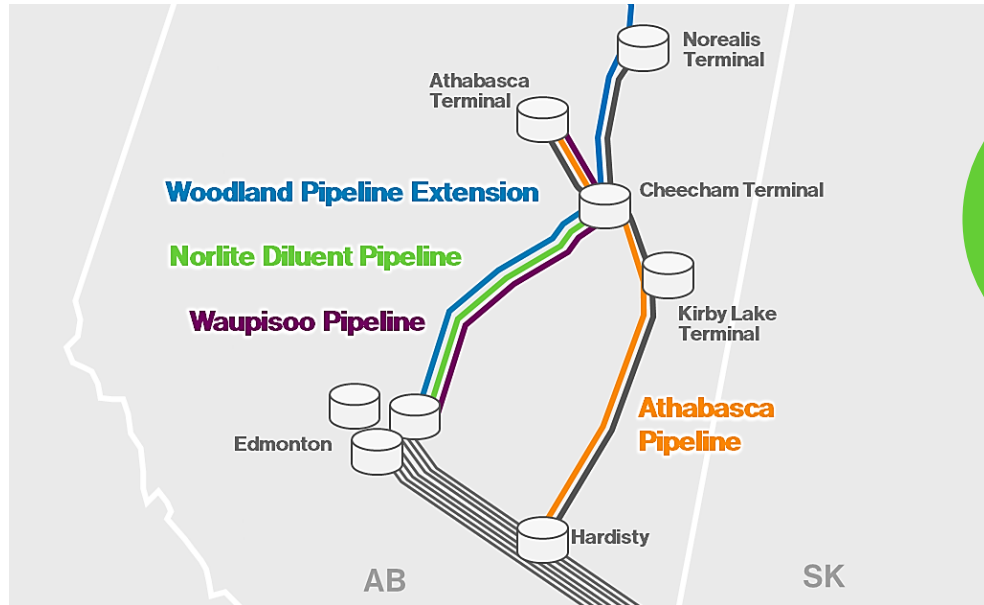 Norealis
Terminal
Athabasca
Terminal
Woodland Pipeline Extension
Cheecham Terminal
Norlite Diluent Pipeline
Waupisoo Pipeline
Kirby Lake
Terminal
Athabasca
Pipeline
Edmonton
Hardisty
AB
SK